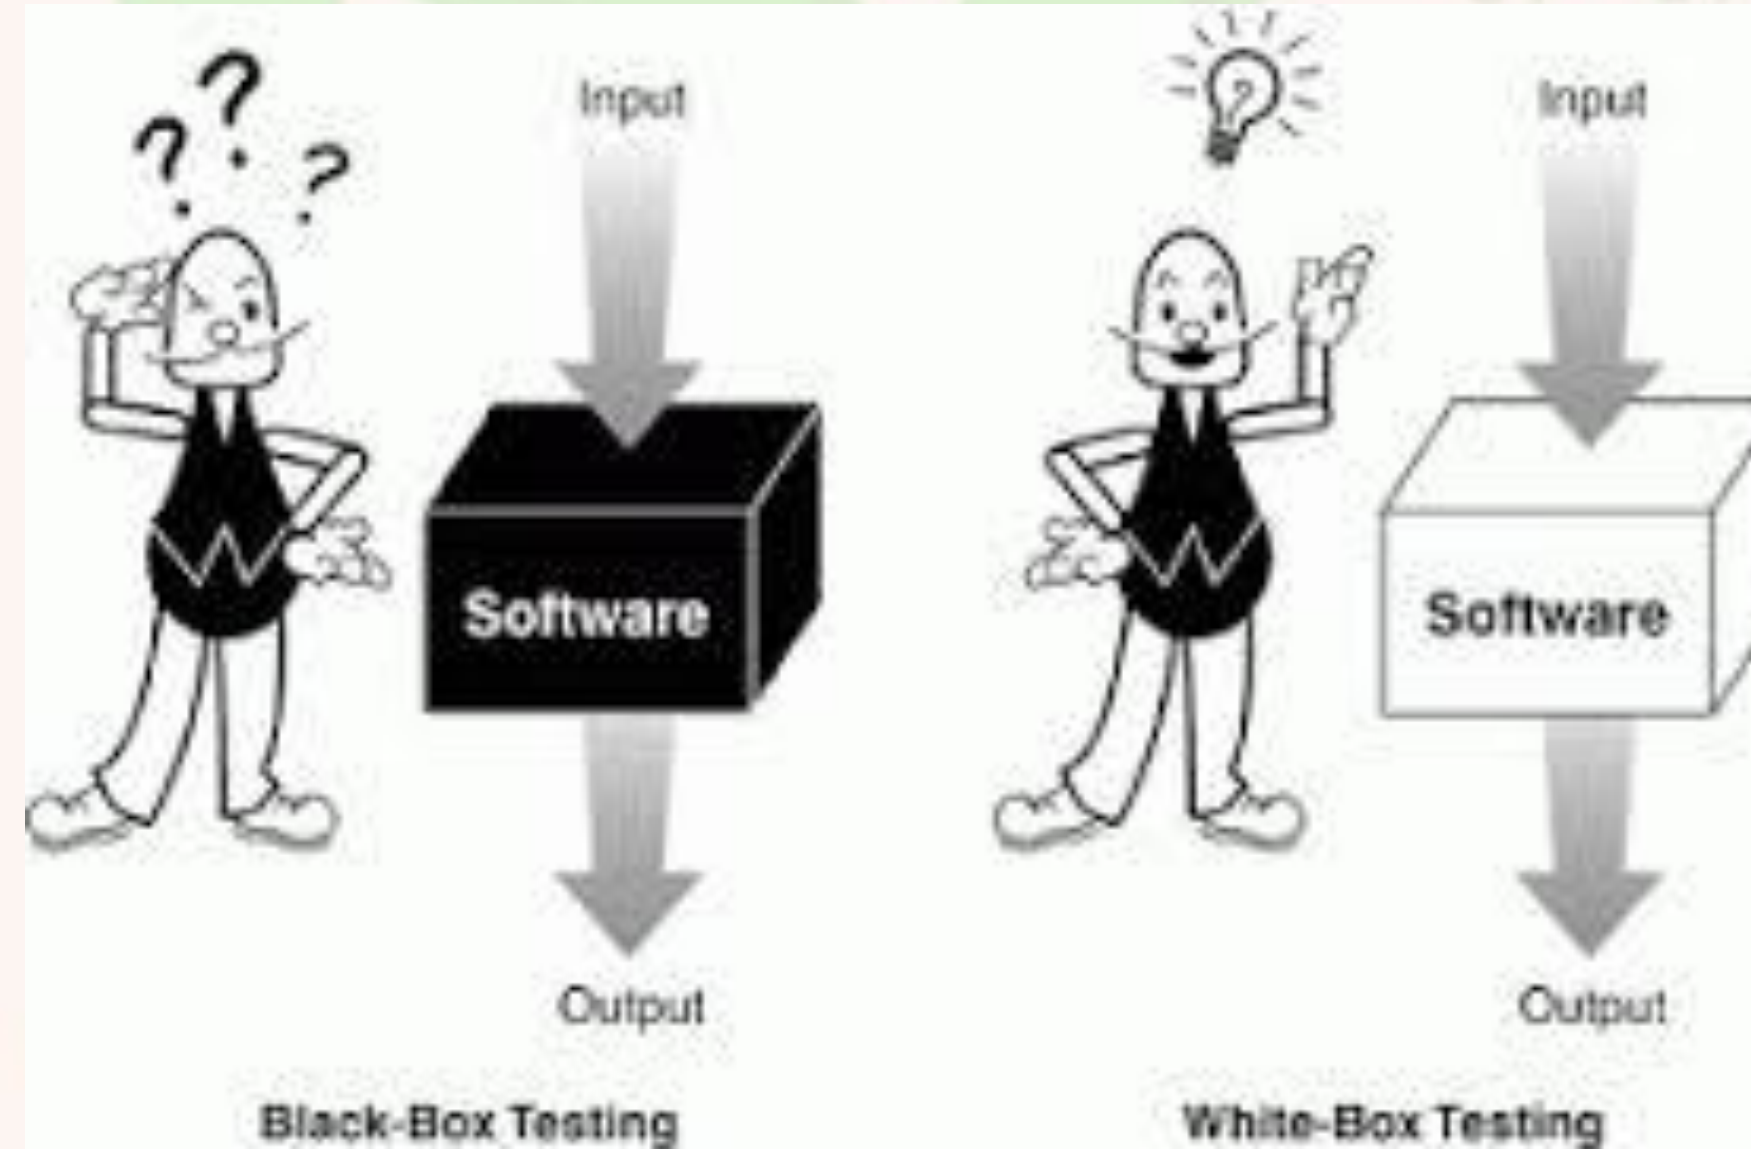 ? ? ?
Input
Software
Output
Black-Box Testing
?
Input
Software
Output
White-Box Testing